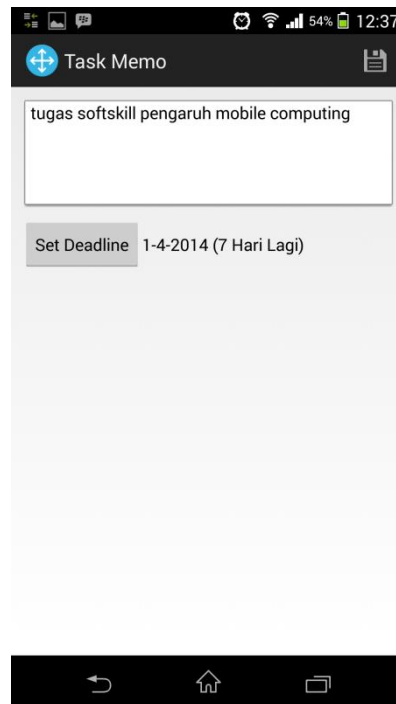 54% 12:37
Task Memo
tugas softskill pengaruh mobile computing
Set Deadline 1-4-2014 (7 Hari Lagi)